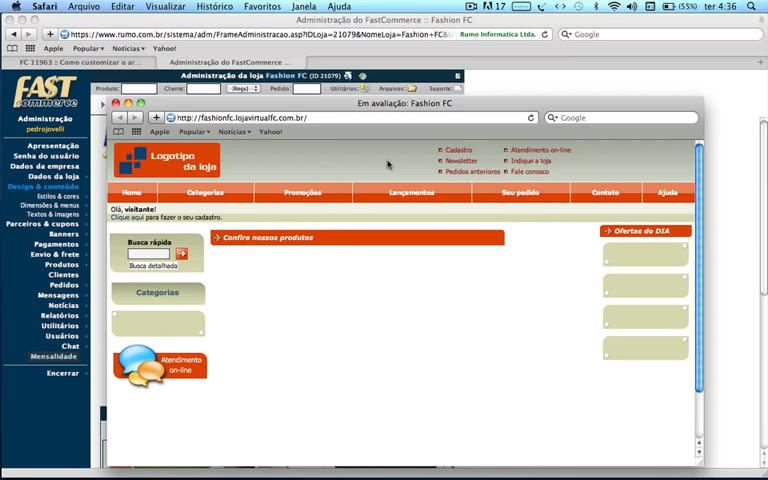 Safari Arquivo Editar Visualizar Histórico Favoritos Janela Ajuda 17 (55%) ter 4:36
Administração do FastCommerce :: Fashion FC
https://www.rumo.com.br/sistema/adm/FrameAdministracao.asp?IDLoja=21079&NomeLoja=Fashion+FC& Rumo Informatica Ltda. Google
Apple Popular Notícias Yahoo!
FC 11963 :: Como customizar o ar... Administração do FastCommerce ...
Administração da loja Fashion FC (ID 21079)
Produto: Cliente: (Regs) Pedido: Utilitários: Arquivos: Suporte:
FAST
commerce
Administração
pedrojovelli
Apresentação
Senha do usuário
Dados da empresa
Dados da loja
Design & conteúdo
Estilos & cores
Dimensões & menus
Textos & imagens
Parceiros & cupons
Banners
Pagamentos
Envio & frete
Produtos
Clientes
Pedidos
Mensagens
Notícias
Relatórios
Utilitários
Usuários
Chat
Mensalidade
Encerrar
Em avaliação: Fashion FC
http://fashionfc.lojavirtualfc.com.br/ Google
Apple Popular Notícias Yahoo!
Logotipo
da loja
Cadastro Atendimento on-line
Newsletter Indique a loja
Pedidos anteriores Fale conosco
Home Categorias Promoções Lançamentos Seu pedido Contato Ajuda
Olá, visitante!
Clique aqui para fazer o seu cadastro.
Busca rápida
Busca detalhada
Categorias
Atendimento
on-line
Confira nossos produtos
Ofertas do DIA